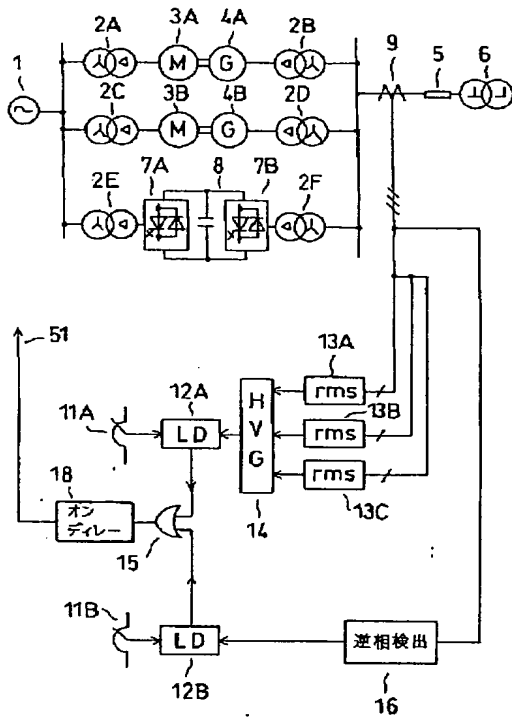 2A 3A 4A 2B
1 9 5 6
M G
2C 3B 4B 2D
M G
2E 7A 8 7B 2F
51
13A
rms
12A
11A LD
H
V
G
13B
rms
18
オン
ディレー
15
14
rms
13C
11B
LD
12B
逆相検出
16